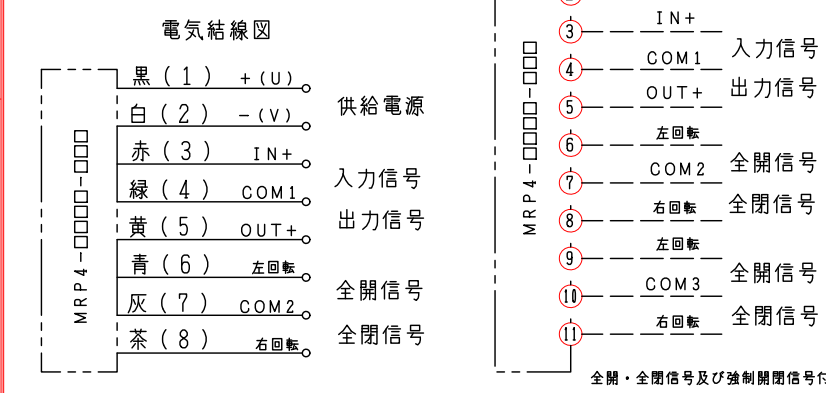 電気結線図
MRP4-□□□□-□□
黒(1) +(U)
供給電源
白(2) -(V)
赤(3) IN+
入力信号
緑(4) COM1
出力信号
黄(5) OUT+
青(6) 左回転
全開信号
灰(7) COM2
全閉信号
茶(8) 右回転
MRP4-□□□□-□□
③ IN+
入力信号
④ COM1
出力信号
⑤ OUT+
⑥ 左回転
全開信号
⑦ COM2
全閉信号
⑧ 右回転
⑨ 左回転
全開信号
⑩ COM3
全閉信号
⑪ 右回転
全開・全閉信号及び強制開閉信号付